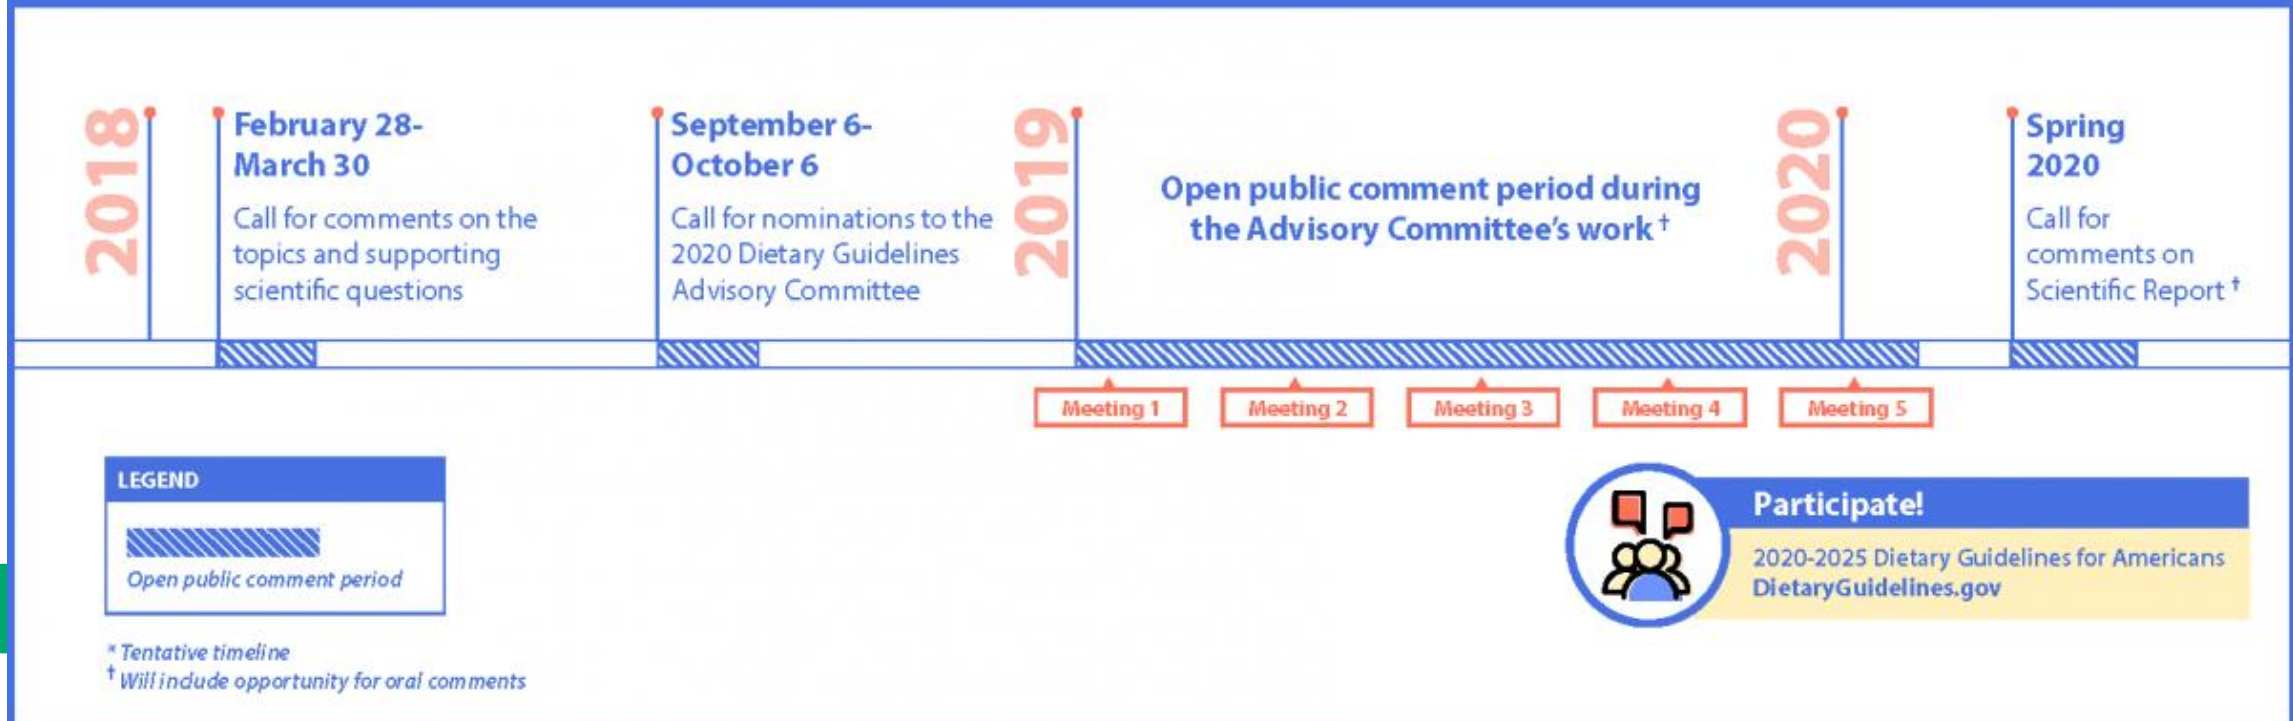 2018
February 28-
March 30
Call for comments on the
topics and supporting
scientific questions
September 6-
October 6
Call for nominations to the
2020 Dietary Guidelines
Advisory Committee
2019
Open public comment period during
the Advisory Committee's work †
2020
Spring
2020
Call for
comments on
Scientific Report †
Meeting 1
Meeting 2
Meeting 3
Meeting 4
Meeting 5
LEGEND
Open public comment period
* Tentative timeline
† Will include opportunity for oral comments
Participate!
2020-2025 Dietary Guidelines for Americans
DietaryGuidelines.gov